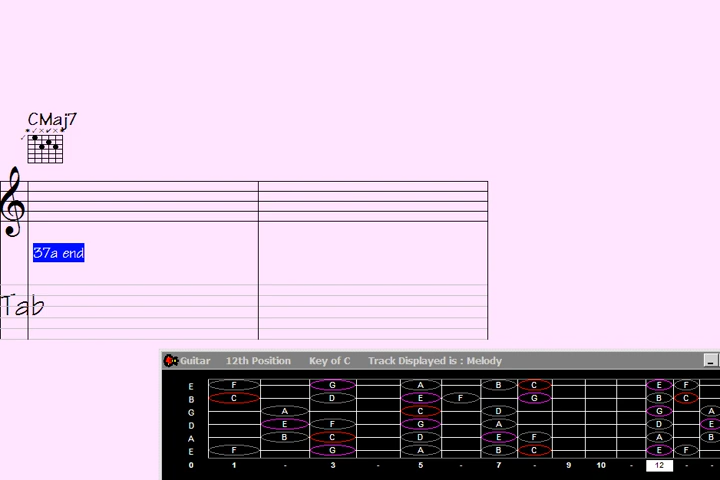 CMaj7
37a end
Tab
Guitar 12th Position Key of C Track Displayed is : Melody
E F G A B C E F
B C D E F G B C
G A C D G A
D E F G A D E
A B C D E F A B
E F G A B C E F
0 1 - 3 - 5 - 7 - 9 10 - 12 - -